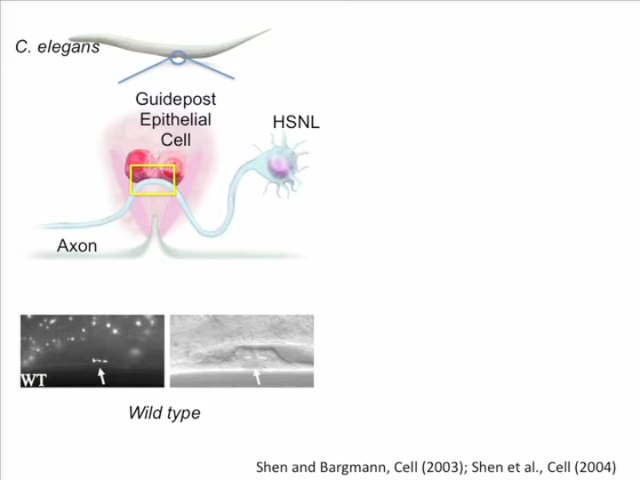 C. elegans
Guidepost
Epithelial
Cell
HSNL
Axon
WT
Wild type
Shen and Bargmann, Cell (2003); Shen et al., Cell (2004)